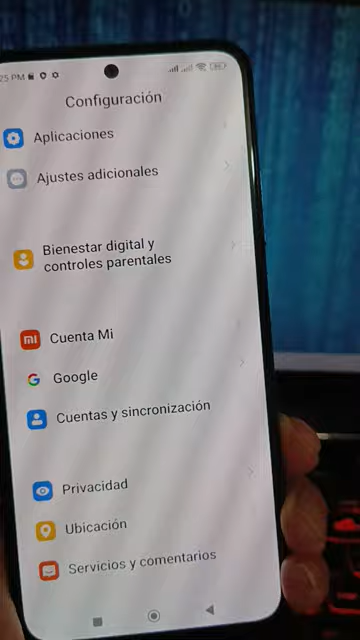 25 PM
Configuración
Aplicaciones
Ajustes adicionales
Bienestar digital y
controles parentales
Cuenta Mi
Google
Cuentas y sincronización
Privacidad
Ubicación
Servicios y comentarios